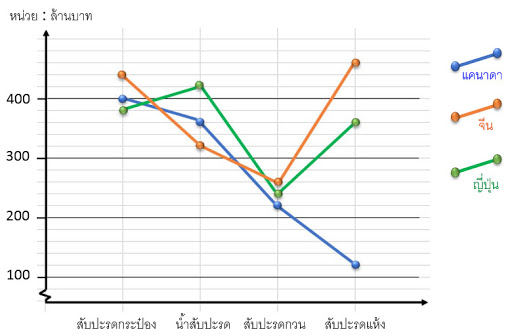 หน่วย : ล้านบาท
400
300
200
100
สับปะรดกระป๋อง น้ำสับปะรด สับปะรดกวน สับปะรดแห้ง
แคนาดา
จีน
ญี่ปุ่น